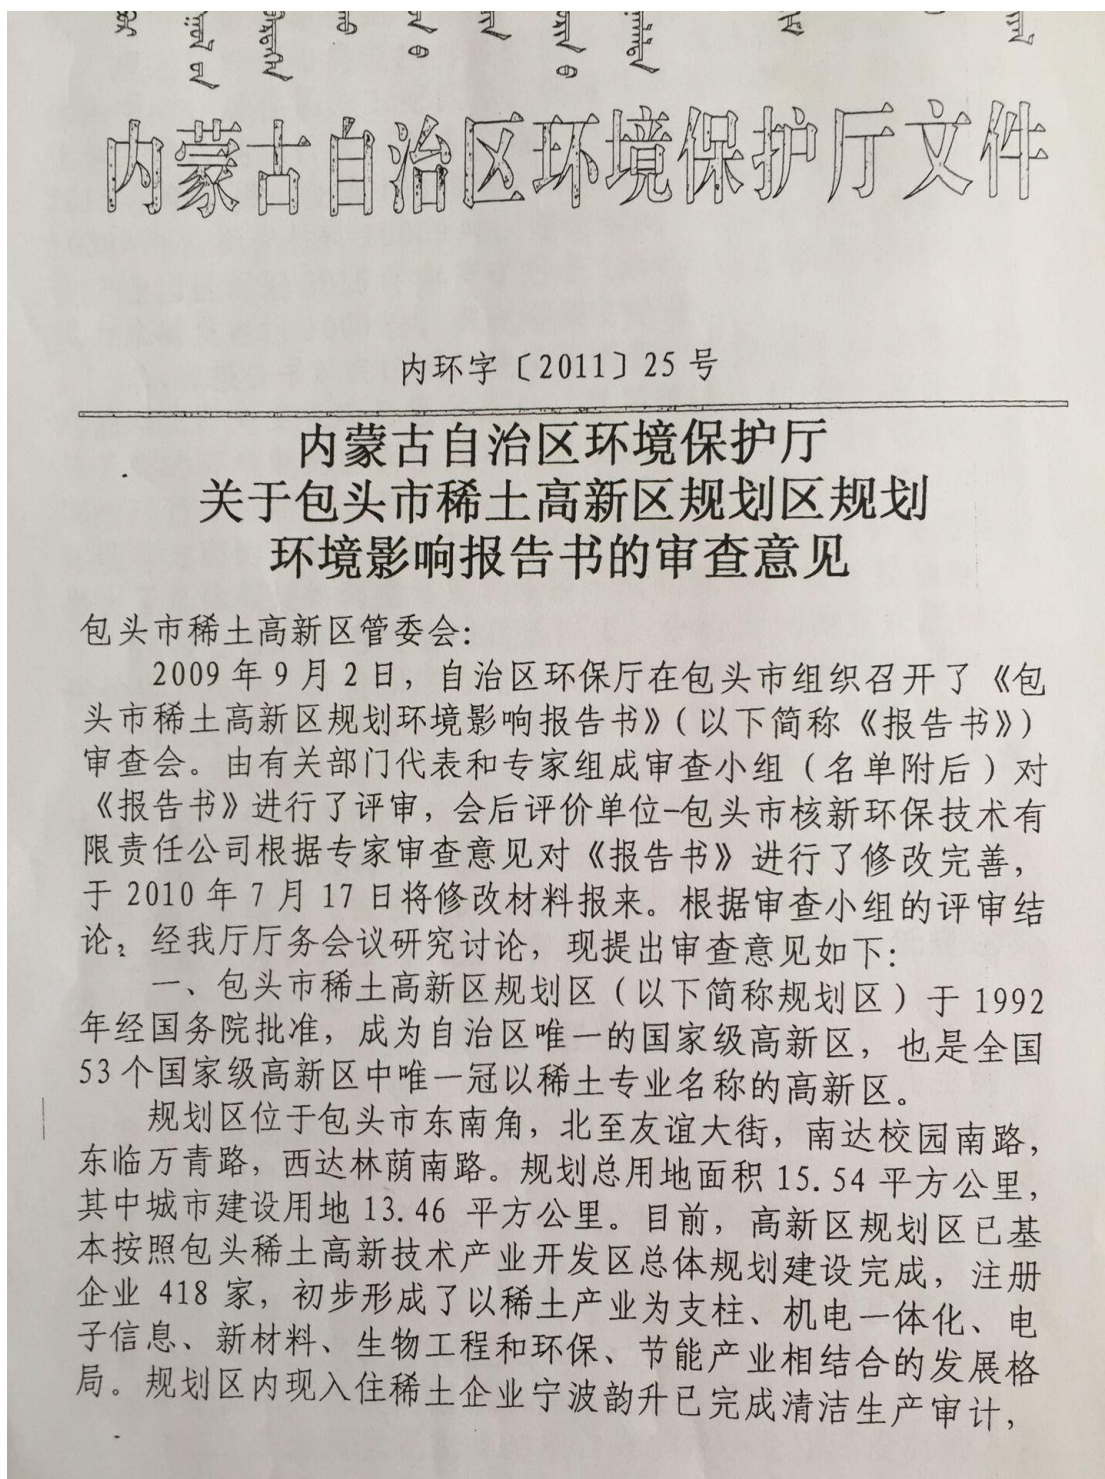 内蒙古自治区环境保护厅文件
内环字〔2011〕25号
内蒙古自治区环境保护厅
关于包头市稀土高新区规划区规划
环境影响报告书的审查意见
包头市稀土高新区管委会:
2009年9月2日，自治区环保厅在包头市组织召开了《包
头市稀土高新区规划环境影响报告书》(以下简称《报告书》)
审查会。由有关部门代表和专家组成审查小组(名单附后)对
《报告书》进行了评审，会后评价单位-包头市核新环保技术有
限责任公司根据专家审查意见对《报告书》进行了修改完善，
于2010年7月17日将修改材料报来。根据审查小组的评审结
论，经我厅厅务会议研究讨论，现提出审查意见如下:
一、包头市稀土高新区规划区(以下简称规划区)于1992
年经国务院批准，成为自治区唯一的国家级高新区，也是全国
53个国家级高新区中唯一冠以稀土专业名称的高新区。
规划区位于包头市东南角，北至友谊大街，南达校园南路，
东临万青路，西达林荫南路。规划总用地面积15.54平方公里，
其中城市建设用地13.46 平方公里。目前，高新区规划区已基
本按照包头稀土高新技术产业开发区总体规划建设完成，注册
企业418家，初步形成了以稀土产业为支柱、机电一体化、电
子信息、新材料、生物工程和环保、节能产业相结合的发展格
局。规划区内现入住稀土企业宁波韵升已完成清洁生产审计，